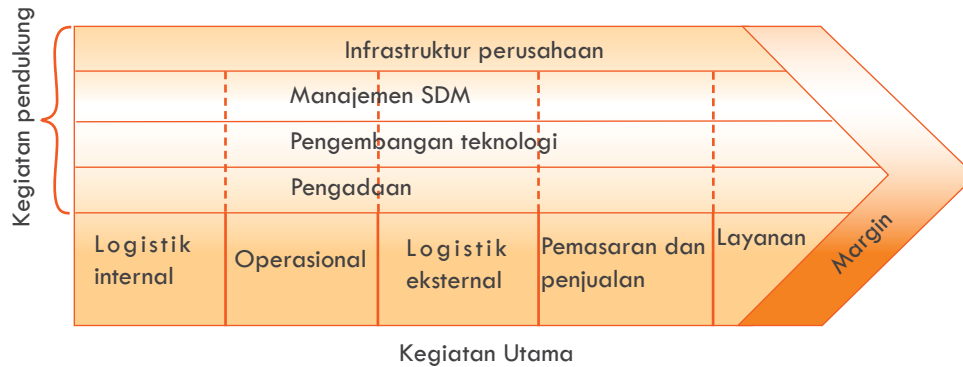 Kegiatan pendukung
Infrastruktur perusahaan
Manajemen SDM
Pengembangan teknologi
Pengadaan
Logistik
internal
Operasional
Logistik
eksternal
Pemasaran dan
penjualan
Layanan
Margin
Kegiatan Utama